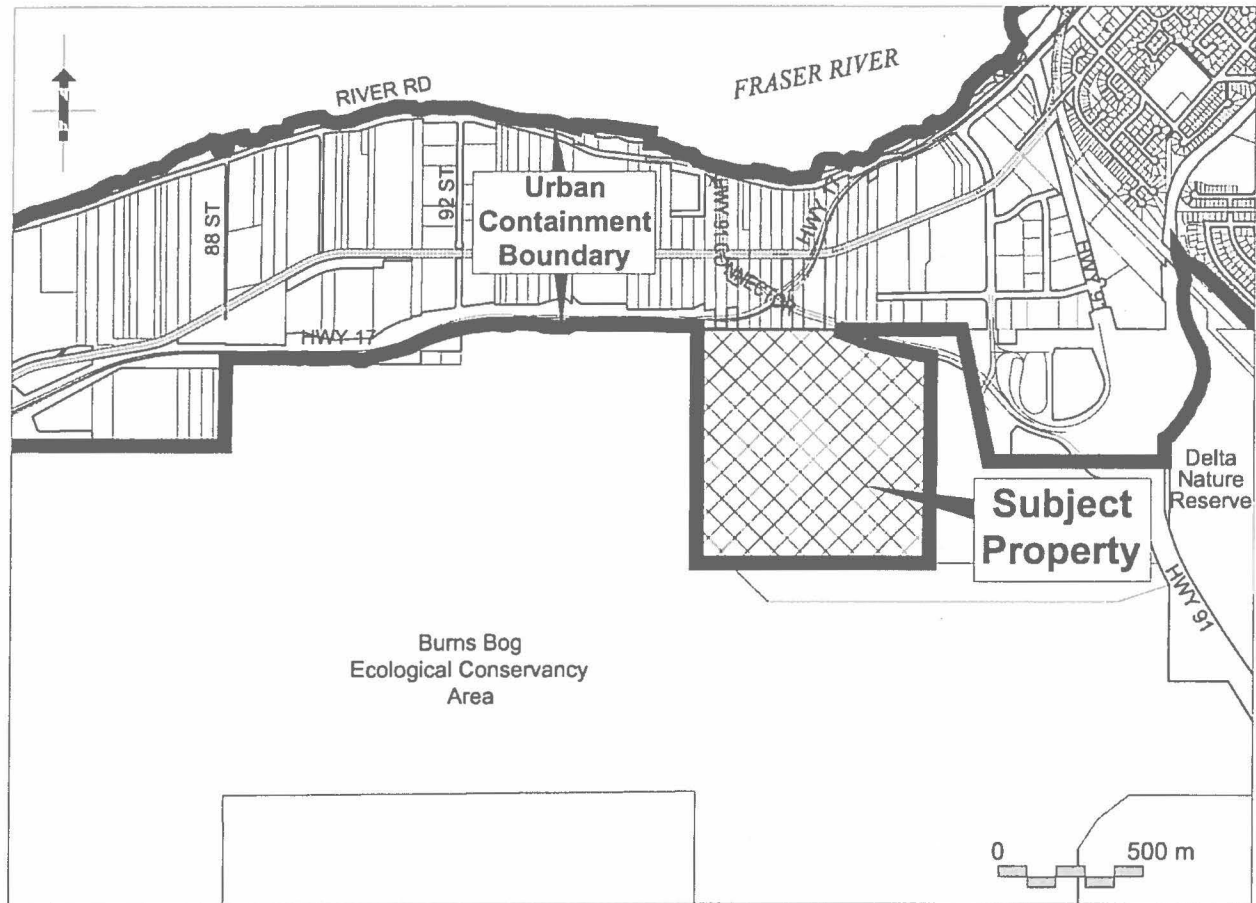 FRASER RIVER
RIVER RD
Urban
Containment
Boundary
88 ST
92 ST
HWY 91 CONNECTOR
HWY 17
HWY 17
HWY 91
Delta
Nature
Reserve
Subject
Property
HWY 91
Burns Bog
Ecological Conservancy
Area
0 500 m